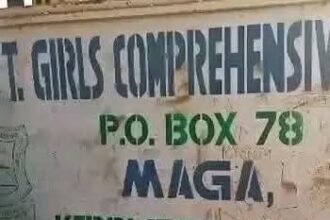 T. GIRLS COMPREHENSIV
P.O. BOX 78
MAGA,